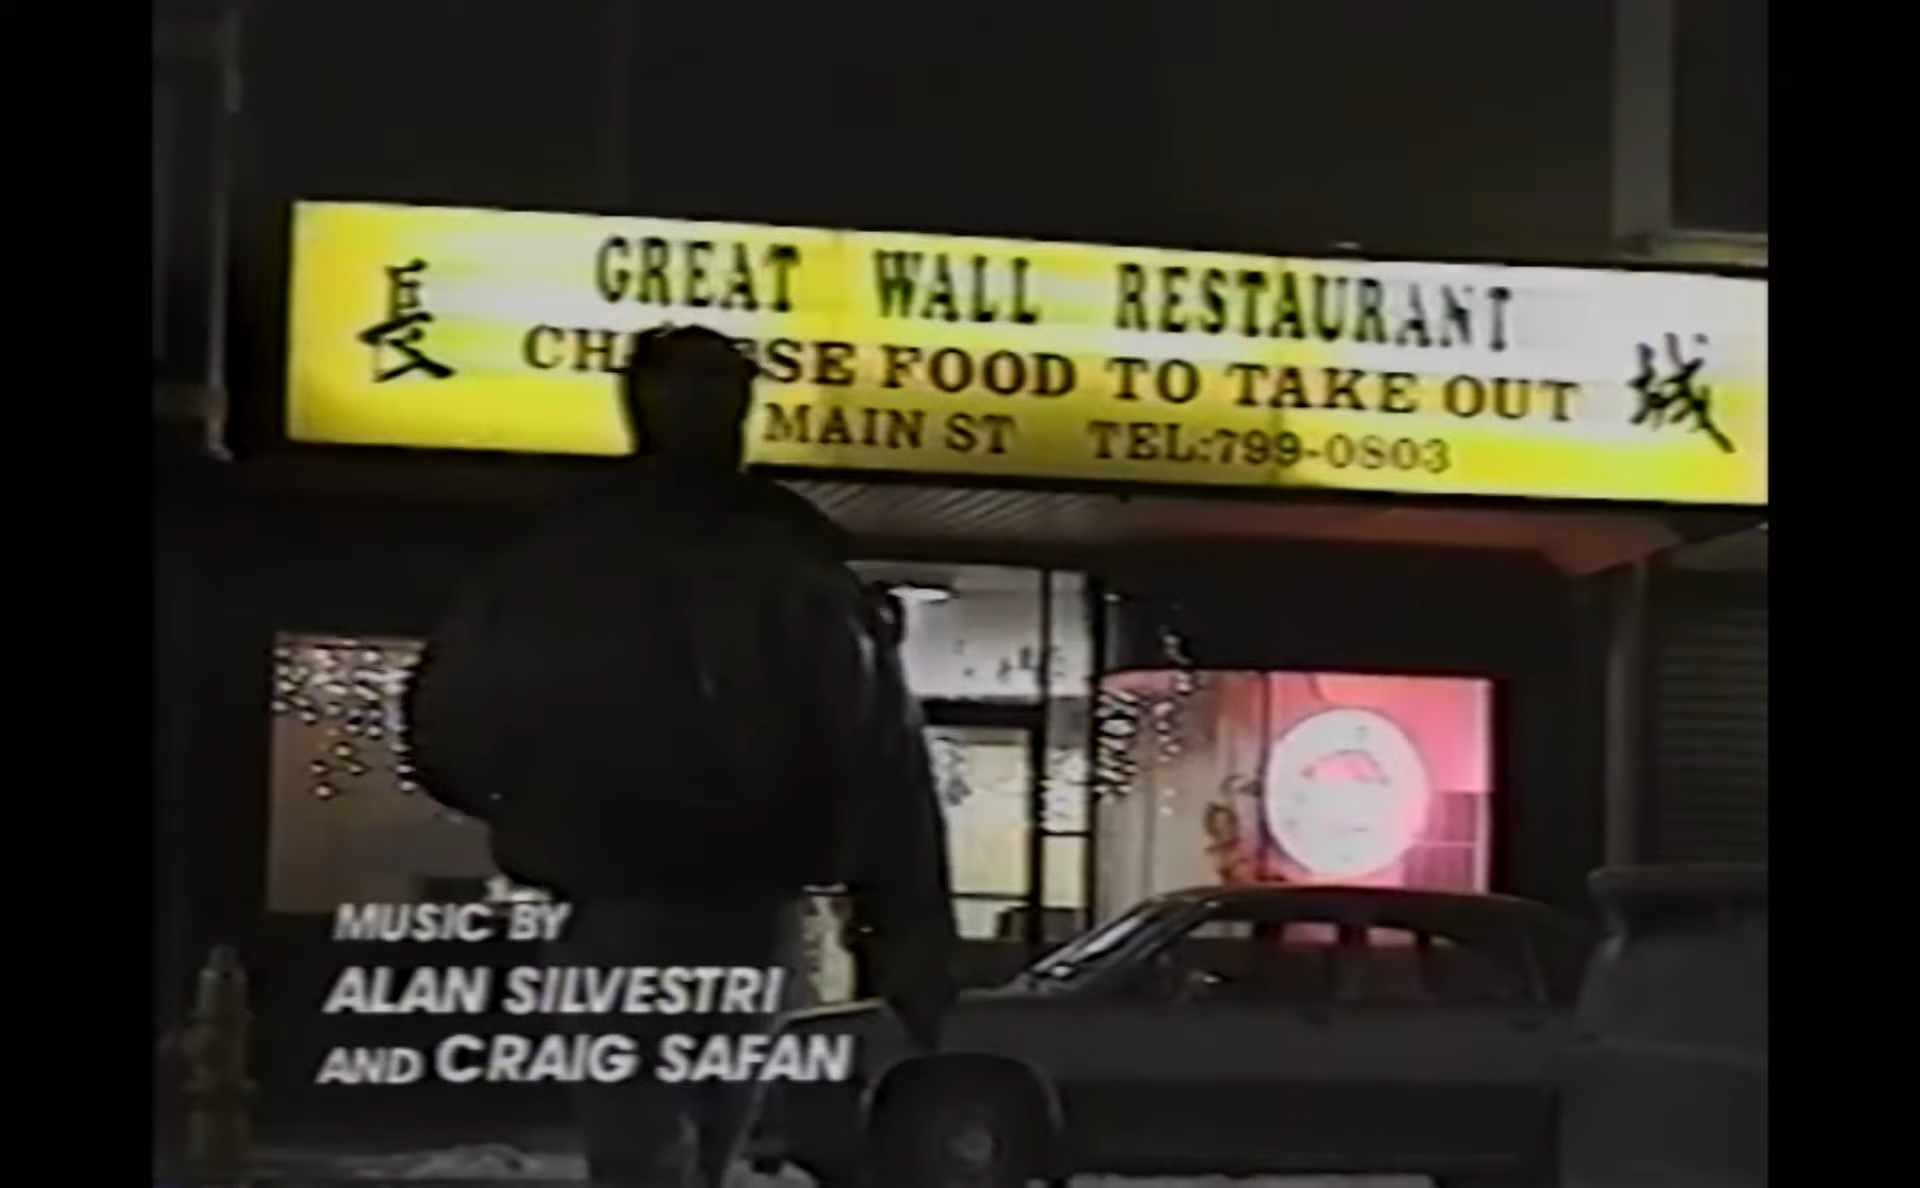 長
GREAT WALL RESTAURANT
FOOD TO TAKE OUT
MAIN ST TEL:799-0803
城
MUSIC BY
ALAN SILVESTRI
AND CRAIG SAFAN